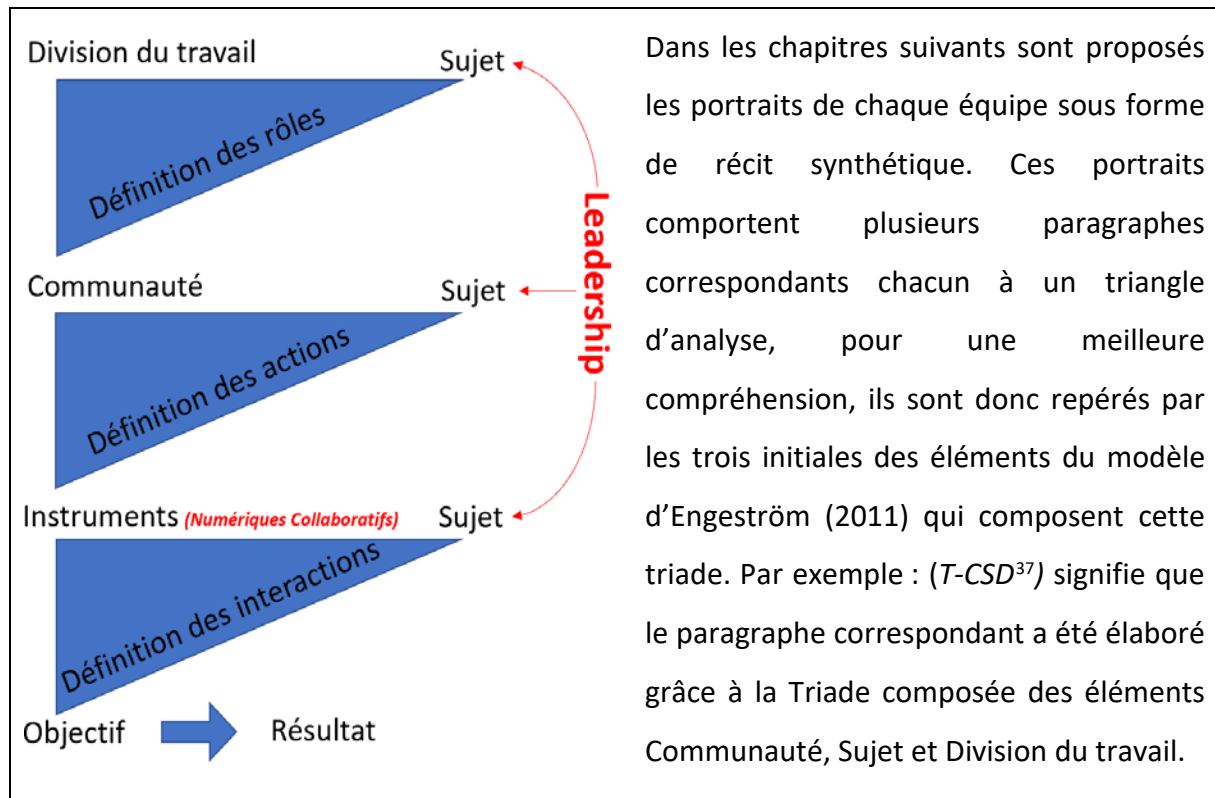 Division du travail
Sujet
Définition des rôles
Communauté
Sujet
Définition des actions
Leadership
Instruments (Numériques Collaboratifs)
Sujet
Définition des interactions
Objectif
Résultat
Dans les chapitres suivants sont proposés
les portraits de chaque équipe sous forme
de récit synthétique. Ces portraits
comportent plusieurs paragraphes
correspondants chacun à un triangle
d’analyse, pour une meilleure
compréhension, ils sont donc repérés par
les trois initiales des éléments du modèle
d’Engeström (2011) qui composent cette
triade. Par exemple : (T-CSD³⁷) signifie que
le paragraphe correspondant a été élaboré
grâce à la Triade composée des éléments
Communauté, Sujet et Division du travail.